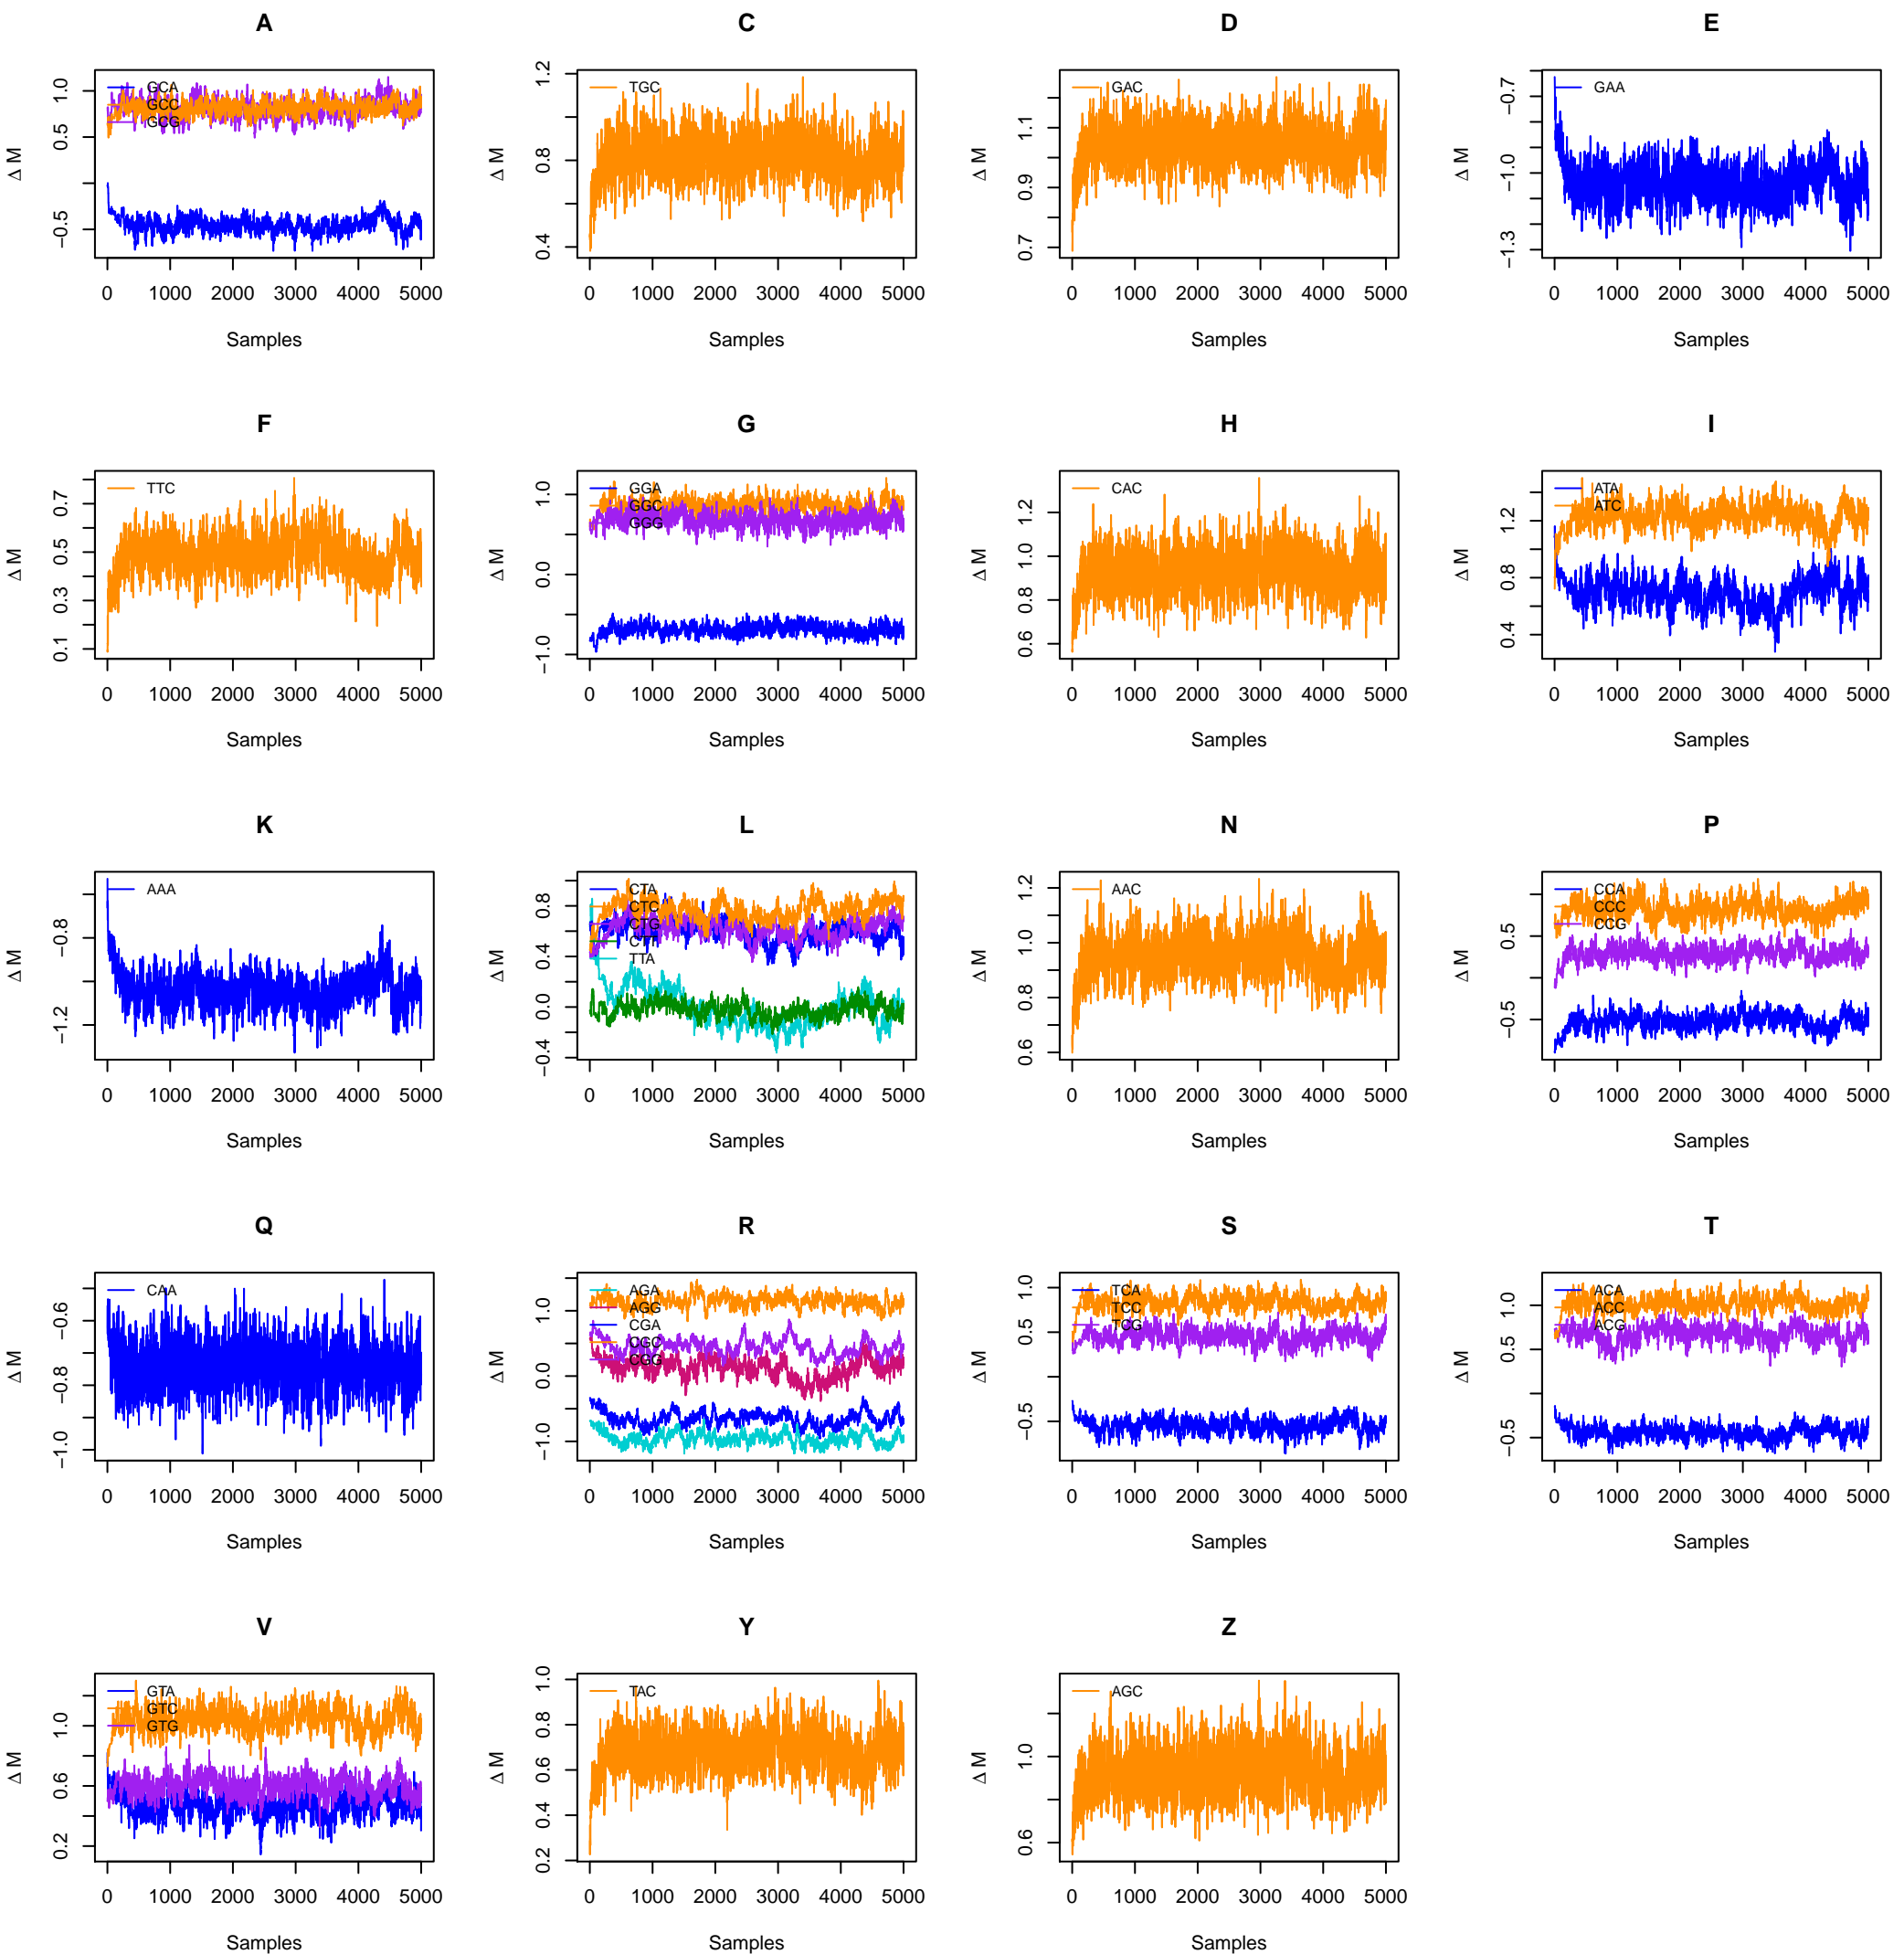 A
GCA
GCC
GCG
Δ M
−0.5 0.5 1.0
0 1000 2000 3000 4000 5000
Samples
C
TGC
Δ M
0.4 0.8 1.2
0 1000 2000 3000 4000 5000
Samples
D
GAC
Δ M
0.7 0.9 1.1
0 1000 2000 3000 4000 5000
Samples
E
GAA
Δ M
−1.3 −1.0 −0.7
0 1000 2000 3000 4000 5000
Samples
F
TTC
Δ M
0.1 0.3 0.5 0.7
0 1000 2000 3000 4000 5000
Samples
G
GGA
GGC
GGG
Δ M
−1.0 0.0 1.0
0 1000 2000 3000 4000 5000
Samples
H
CAC
Δ M
0.6 0.8 1.0 1.2
0 1000 2000 3000 4000 5000
Samples
I
ATA
ATC
Δ M
0.4 0.8 1.2
0 1000 2000 3000 4000 5000
Samples
K
AAA
Δ M
−1.2 −0.8
0 1000 2000 3000 4000 5000
Samples
L
CTA
CTC
CTG
CTT
TTA
Δ M
−0.4 0.0 0.4 0.8
0 1000 2000 3000 4000 5000
Samples
N
AAC
Δ M
0.6 0.8 1.0 1.2
0 1000 2000 3000 4000 5000
Samples
P
CCA
CCC
CCG
Δ M
−0.5 0.5
0 1000 2000 3000 4000 5000
Samples
Q
CAA
Δ M
−1.0 −0.8 −0.6
0 1000 2000 3000 4000 5000
Samples
R
AGA
AGG
CGA
CGC
CGG
Δ M
−1.0 0.0 1.0
0 1000 2000 3000 4000 5000
Samples
S
TCA
TCC
TCG
Δ M
−0.5 0.5 1.0
0 1000 2000 3000 4000 5000
Samples
T
ACA
ACC
ACG
Δ M
−0.5 0.5 1.0
0 1000 2000 3000 4000 5000
Samples
V
GTA
GTC
GTG
Δ M
0.2 0.6 1.0
0 1000 2000 3000 4000 5000
Samples
Y
TAC
Δ M
0.2 0.4 0.6 0.8 1.0
0 1000 2000 3000 4000 5000
Samples
Z
AGC
Δ M
0.6 1.0
0 1000 2000 3000 4000 5000
Samples